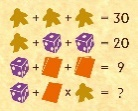 + + = 30
+ + = 20
+ + = 9
+ x = ?